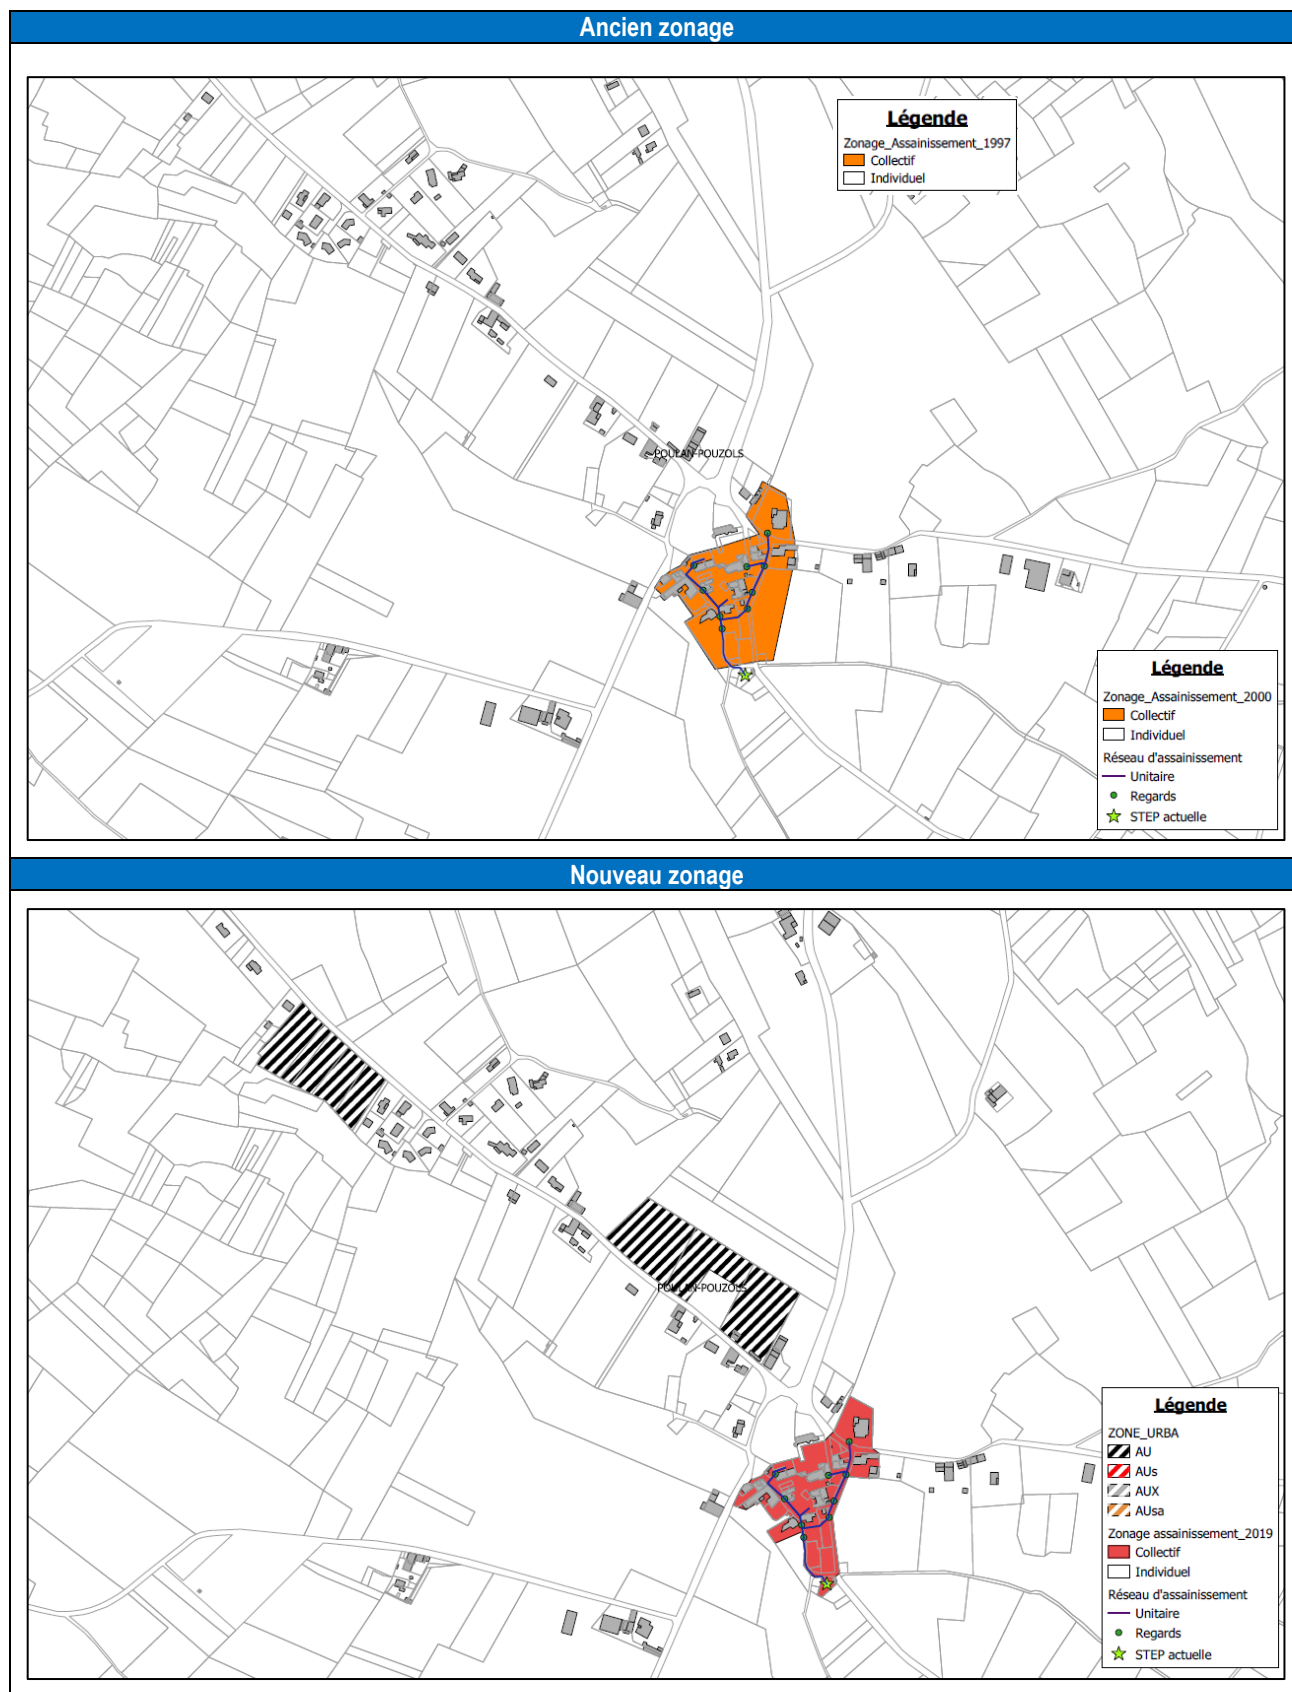 Ancien zonage
Légende
Zonage_Assainissement_1997
Collectif
Individuel
POULAN-POUZOLS
Légende
Zonage_Assainissement_2000
Collectif
Individuel
Réseau d'assainissement
Unitaire
Regards
STEP actuelle
Nouveau zonage
POULAN-POUZOLS
Légende
ZONE_URBA
AU
AUs
AUX
AUsa
Zonage assainissement_2019
Collectif
Individuel
Réseau d'assainissement
Unitaire
Regards
STEP actuelle